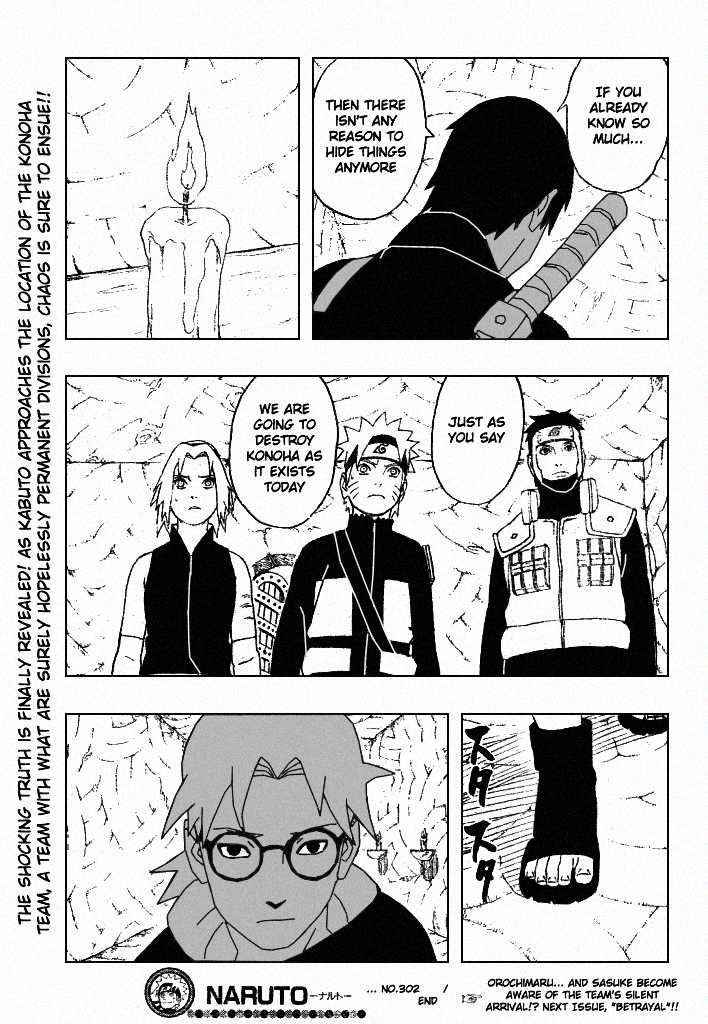 IF YOU
ALREADY
KNOW SO
MUCH...
THEN THERE
ISN'T ANY
REASON TO
HIDE THINGS
ANYMORE
JUST AS
YOU SAY
WE ARE
GOING TO
DESTROY
KONOHA AS
IT EXISTS
TODAY
スタ
スタ
THE SHOCKING TRUTH IS FINALLY REVEALED! AS KABUTO APPROACHES THE LOCATION OF THE KONOHA
TEAM, A TEAM WITH WHAT ARE SURELY HOPELESSLY PERMANENT DIVISIONS, CHAOS IS SURE TO ENSUE!!
NARUTO
ーナルトー
... NO.302 /
END
☞ OROCHIMARU... AND SASUKE BECOME
AWARE OF THE TEAM'S SILENT
ARRIVAL!? NEXT ISSUE, "BETRAYAL"!!